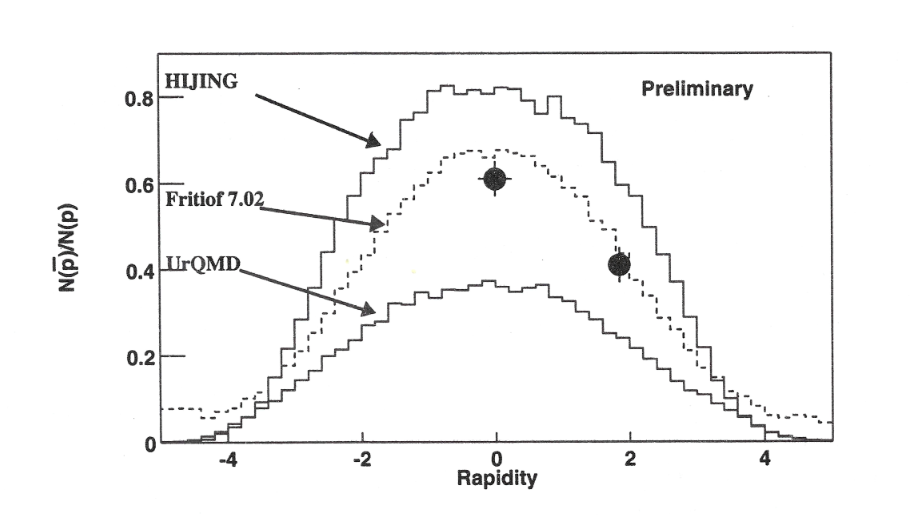 HIJING
Preliminary
0.8
0.6
Fritiof 7.02
UrQMD
0.4
0.2
0
N(p̅)/N(p)
-4 -2 0 2 4
Rapidity